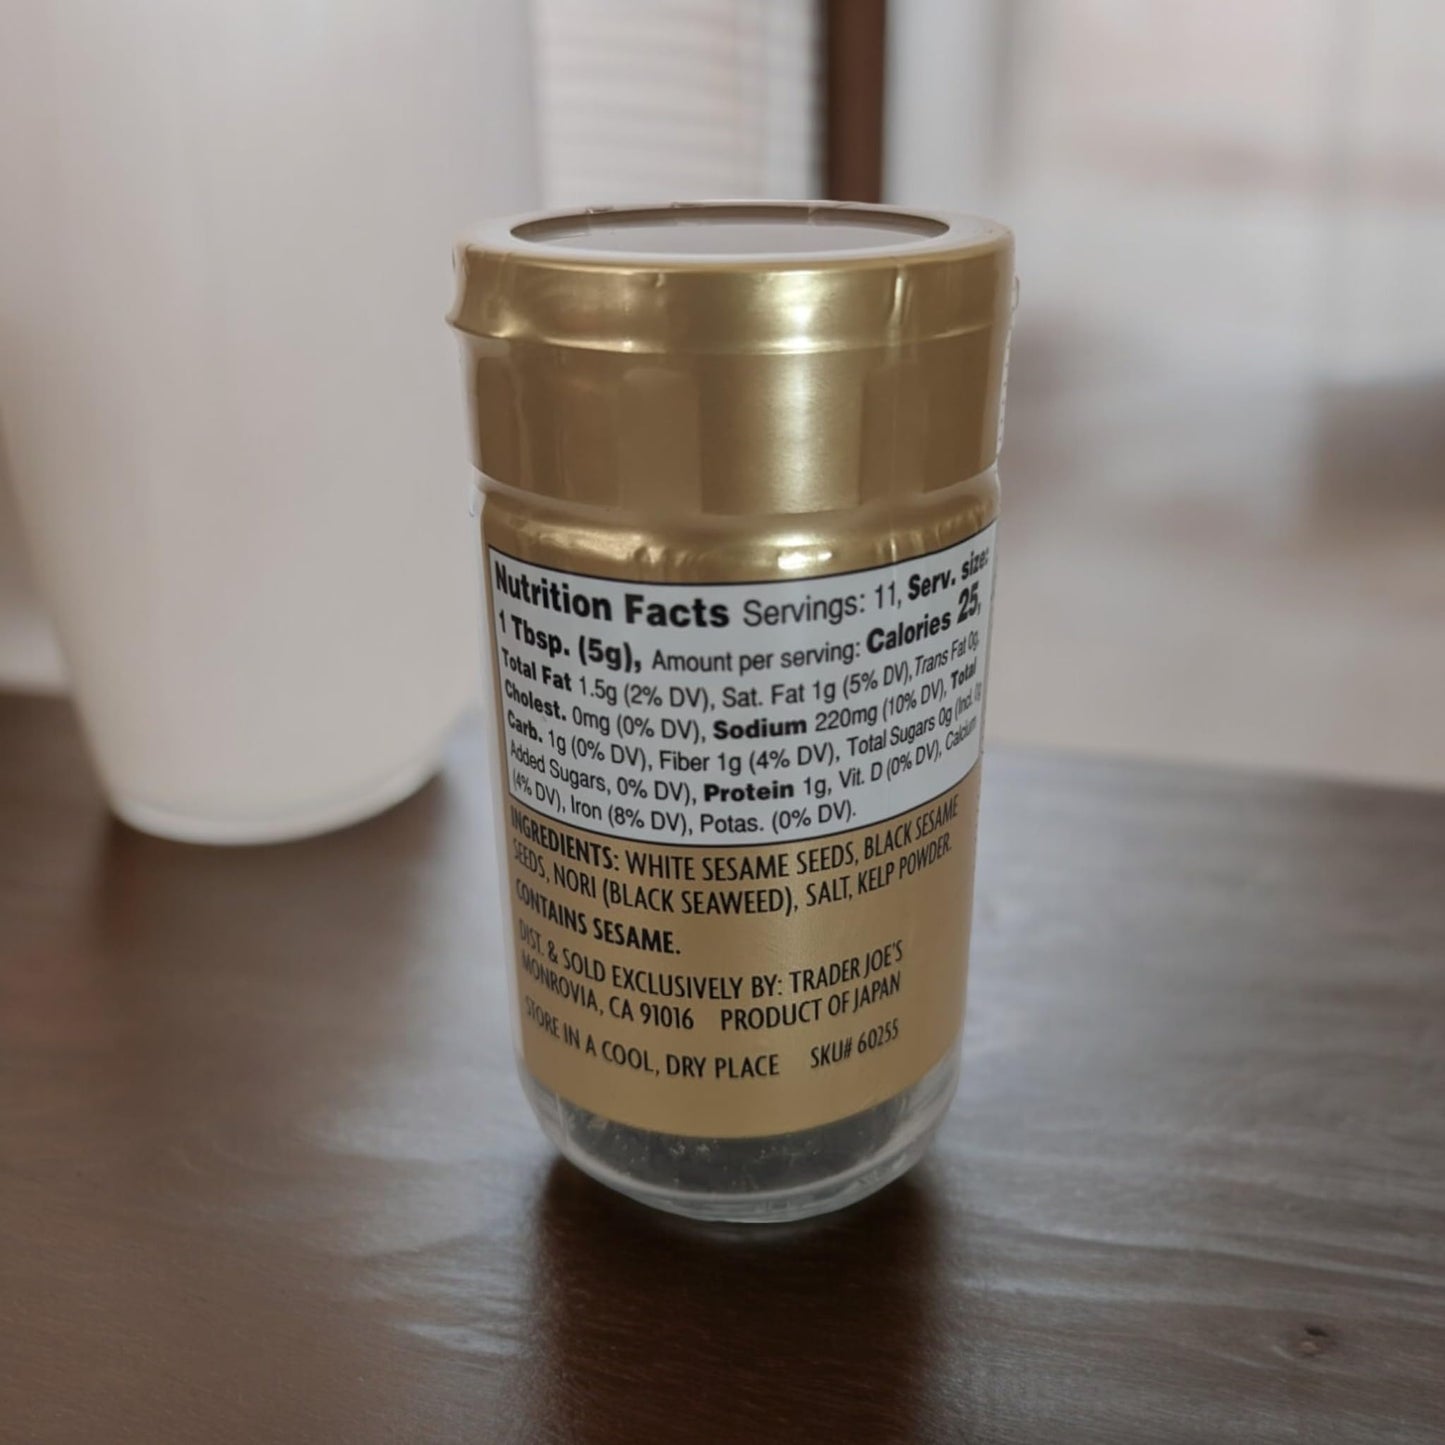 Nutrition Facts Servings: 11, Serv. size:
1 Tbsp. (5g), Amount per serving: Calories 25,
Total Fat 1.5g (2% DV), Sat. Fat 1g (5% DV), Trans Fat 0g,
Cholest. 0mg (0% DV), Sodium 220mg (10% DV), Total
Carb. 1g (0% DV), Fiber 1g (4% DV), Total Sugars 0g (Incl. 0g
Added Sugars, 0% DV), Protein 1g, Vit. D (0% DV), Calcium
(4% DV), Iron (8% DV), Potas. (0% DV).
INGREDIENTS: WHITE SESAME SEEDS, BLACK SESAME
SEEDS, NORI (BLACK SEAWEED), SALT, KELP POWDER.
CONTAINS SESAME.
DIST. & SOLD EXCLUSIVELY BY: TRADER JOE'S
MONROVIA, CA 91016 PRODUCT OF JAPAN
STORE IN A COOL, DRY PLACE SKU# 60255